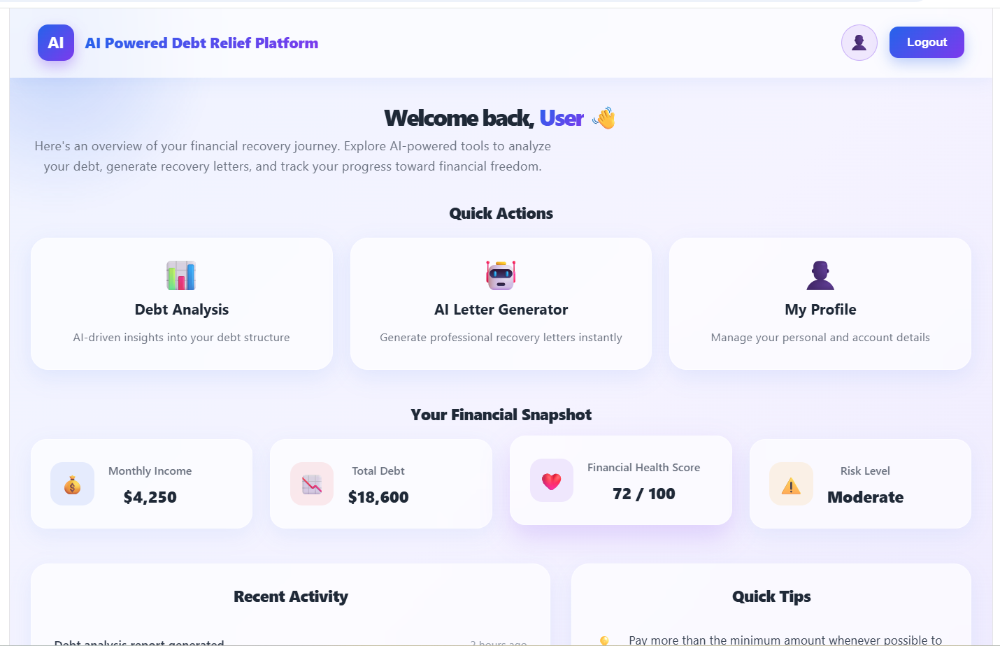 AI
AI Powered Debt Relief Platform
Logout
Welcome back, User
Here's an overview of your financial recovery journey. Explore AI-powered tools to analyze
your debt, generate recovery letters, and track your progress toward financial freedom.
Quick Actions
Debt Analysis
AI-driven insights into your debt structure
AI Letter Generator
Generate professional recovery letters instantly
My Profile
Manage your personal and account details
Your Financial Snapshot
Monthly Income
$4,250
Total Debt
$18,600
Financial Health Score
72 / 100
Risk Level
Moderate
Recent Activity
Debt analysis report generated
2 hours ago
Quick Tips
Pay more than the minimum amount whenever possible to